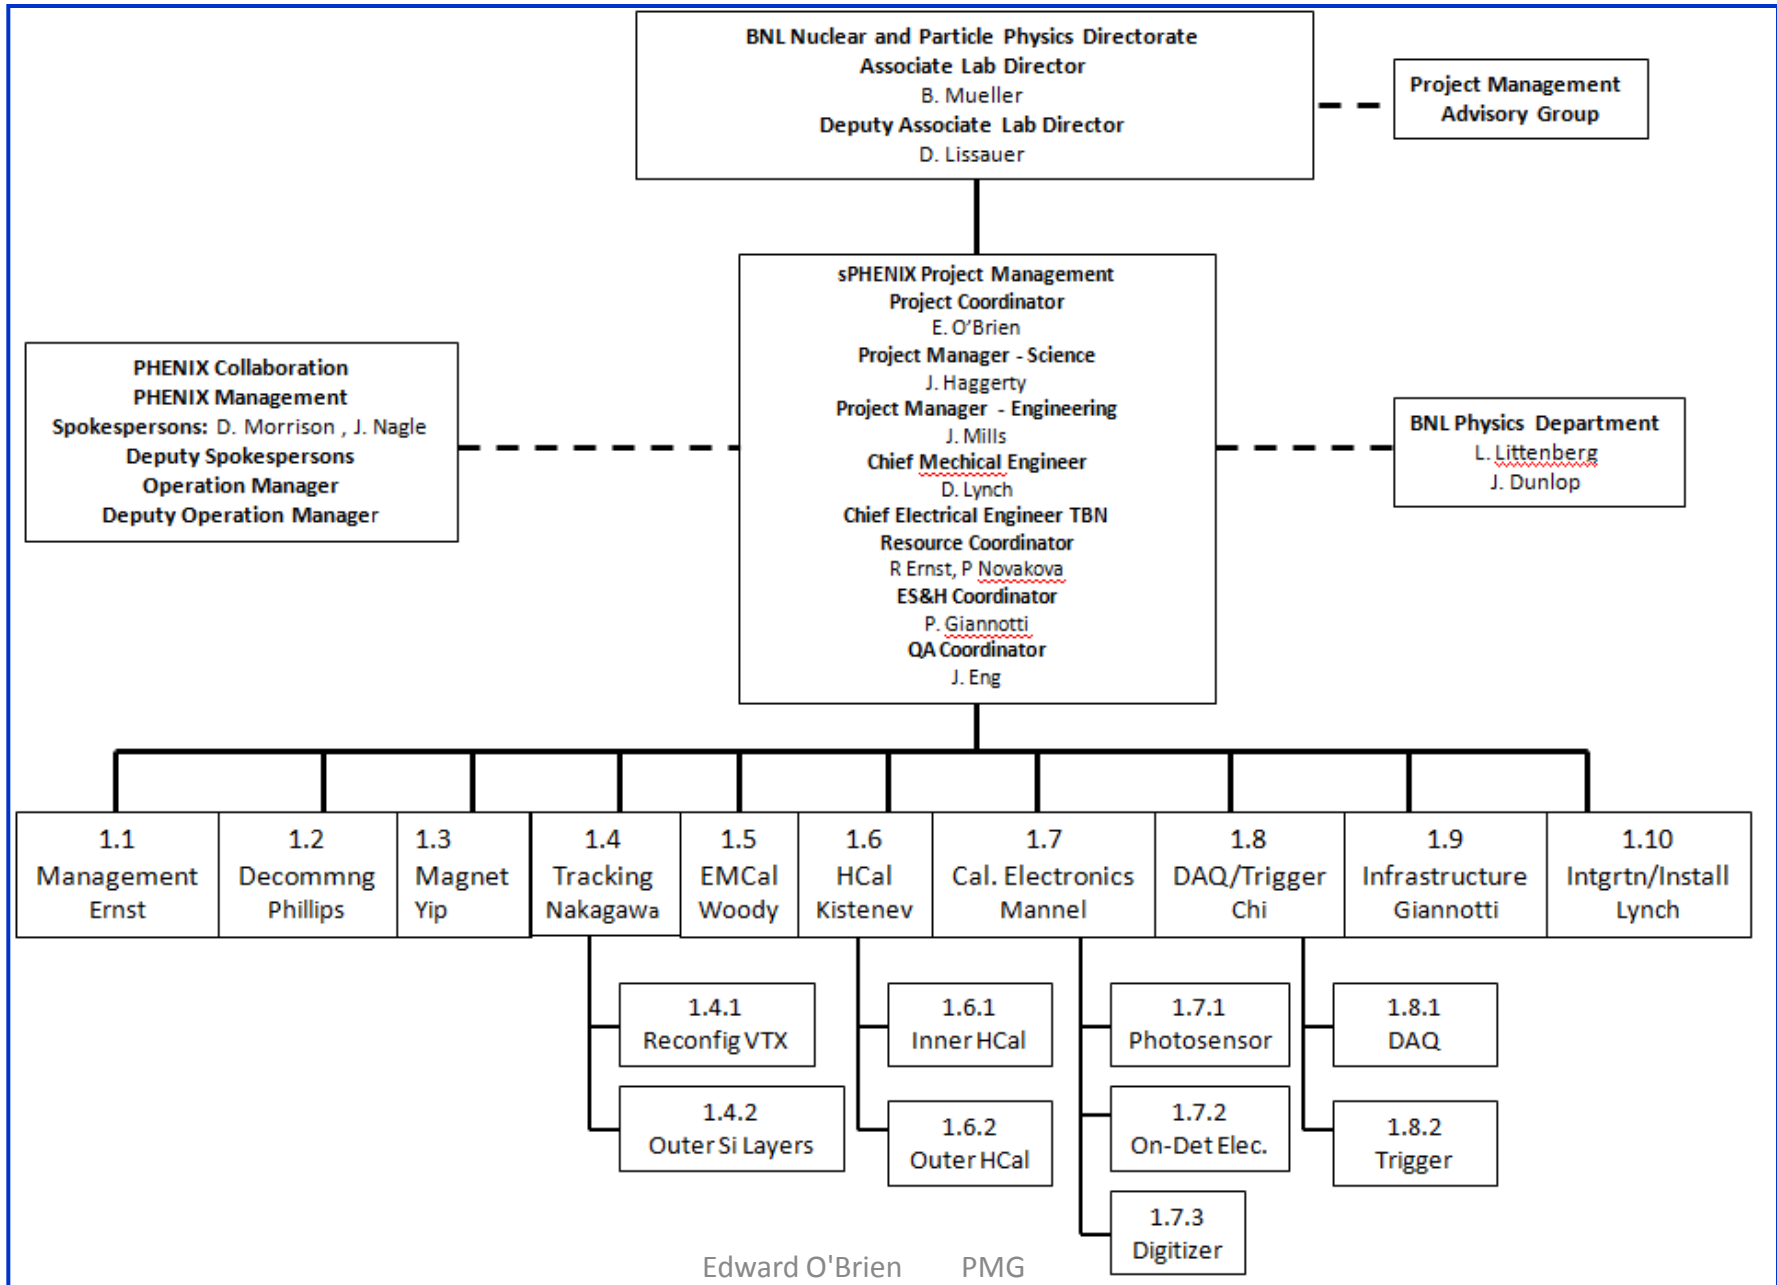 BNL Nuclear and Particle Physics Directorate
Associate Lab Director
B. Mueller
Deputy Associate Lab Director
D. Lissauer
Project Management
Advisory Group
sPHENIX Project Management
Project Coordinator
E. O’Brien
Project Manager - Science
J. Haggerty
Project Manager - Engineering
J. Mills
Chief Mechical Engineer
D. Lynch
Chief Electrical Engineer TBN
Resource Coordinator
R Ernst, P Novakova
ES&H Coordinator
P. Giannotti
QA Coordinator
J. Eng
PHENIX Collaboration
PHENIX Management
Spokespersons: D. Morrison , J. Nagle
Deputy Spokespersons
Operation Manager
Deputy Operation Manager
BNL Physics Department
L. Littenberg
J. Dunlop
1.1
Management
Ernst
1.2
Decommng
Phillips
1.3
Magnet
Yip
1.4
Tracking
Nakagawa
1.5
EMCal
Woody
1.6
HCal
Kistenev
1.7
Cal. Electronics
Mannel
1.8
DAQ/Trigger
Chi
1.9
Infrastructure
Giannotti
1.10
Intgrtn/Install
Lynch
1.4.1
Reconfig VTX
1.4.2
Outer Si Layers
1.6.1
Inner HCal
1.6.2
Outer HCal
1.7.1
Photosensor
1.7.2
On-Det Elec.
1.7.3
Digitizer
1.8.1
DAQ
1.8.2
Trigger
Edward O'Brien PMG